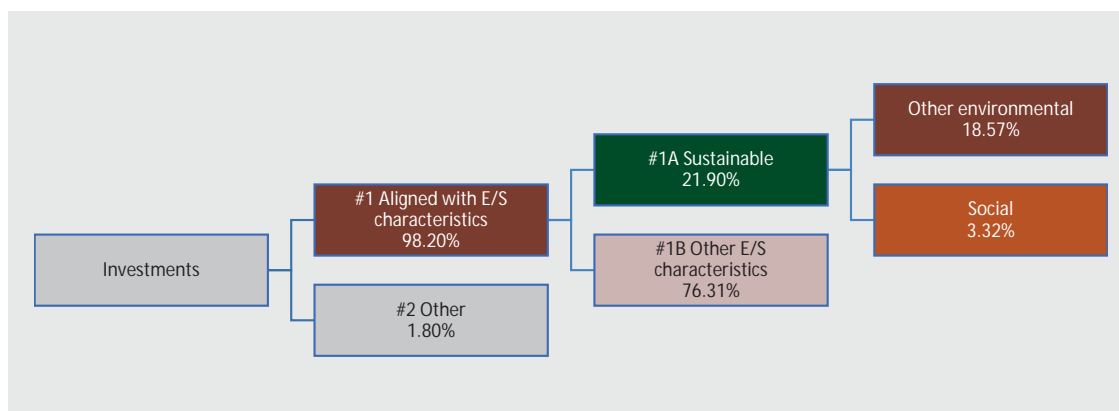 Investments
#1 Aligned with E/S
characteristics
98.20%
#2 Other
1.80%
#1A Sustainable
21.90%
#1B Other E/S
characteristics
76.31%
Other environmental
18.57%
Social
3.32%